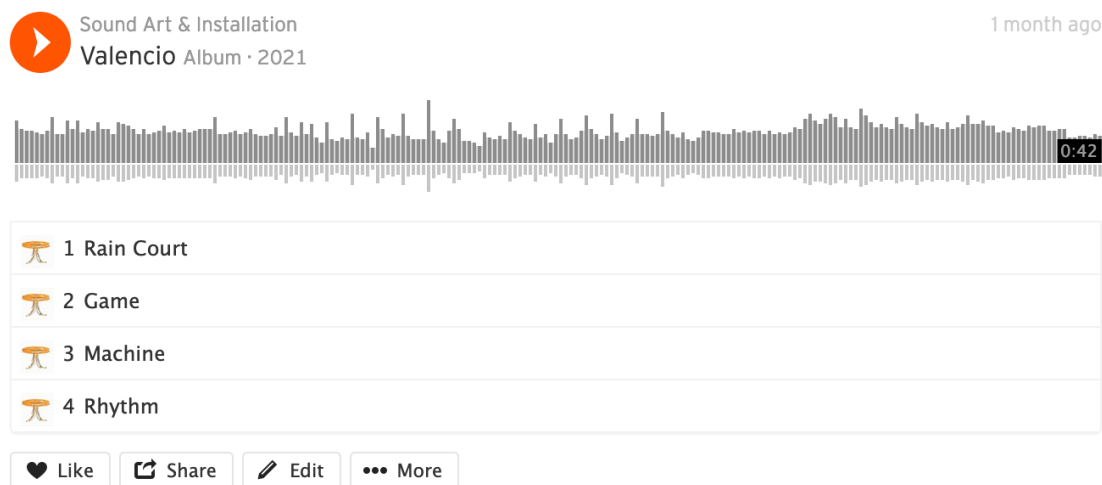 Sound Art & Installation
1 month ago
Valencio Album · 2021
0:42
1 Rain Court
2 Game
3 Machine
4 Rhythm
Like Share Edit More